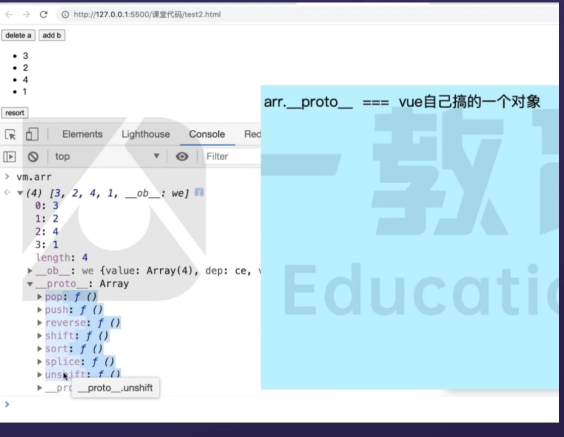 http://127.0.0.1:5500/课堂代码/test2.html
delete a add b
3
2
4
1
resort
arr.__proto__ === vue自己搞的一个对象
Elements Lighthouse Console
top Filter
vm.arr
(4) [3, 2, 4, 1, __ob__: we]
0: 3
1: 2
2: 4
3: 1
length: 4
__ob__: we {value: Array(4), dep: ce,
__proto__: Array
pop: ƒ ()
push: ƒ ()
reverse: ƒ ()
shift: ƒ ()
sort: ƒ ()
splice: ƒ ()
unshift: ƒ ()
__proto__.unshift
一教
Educatio